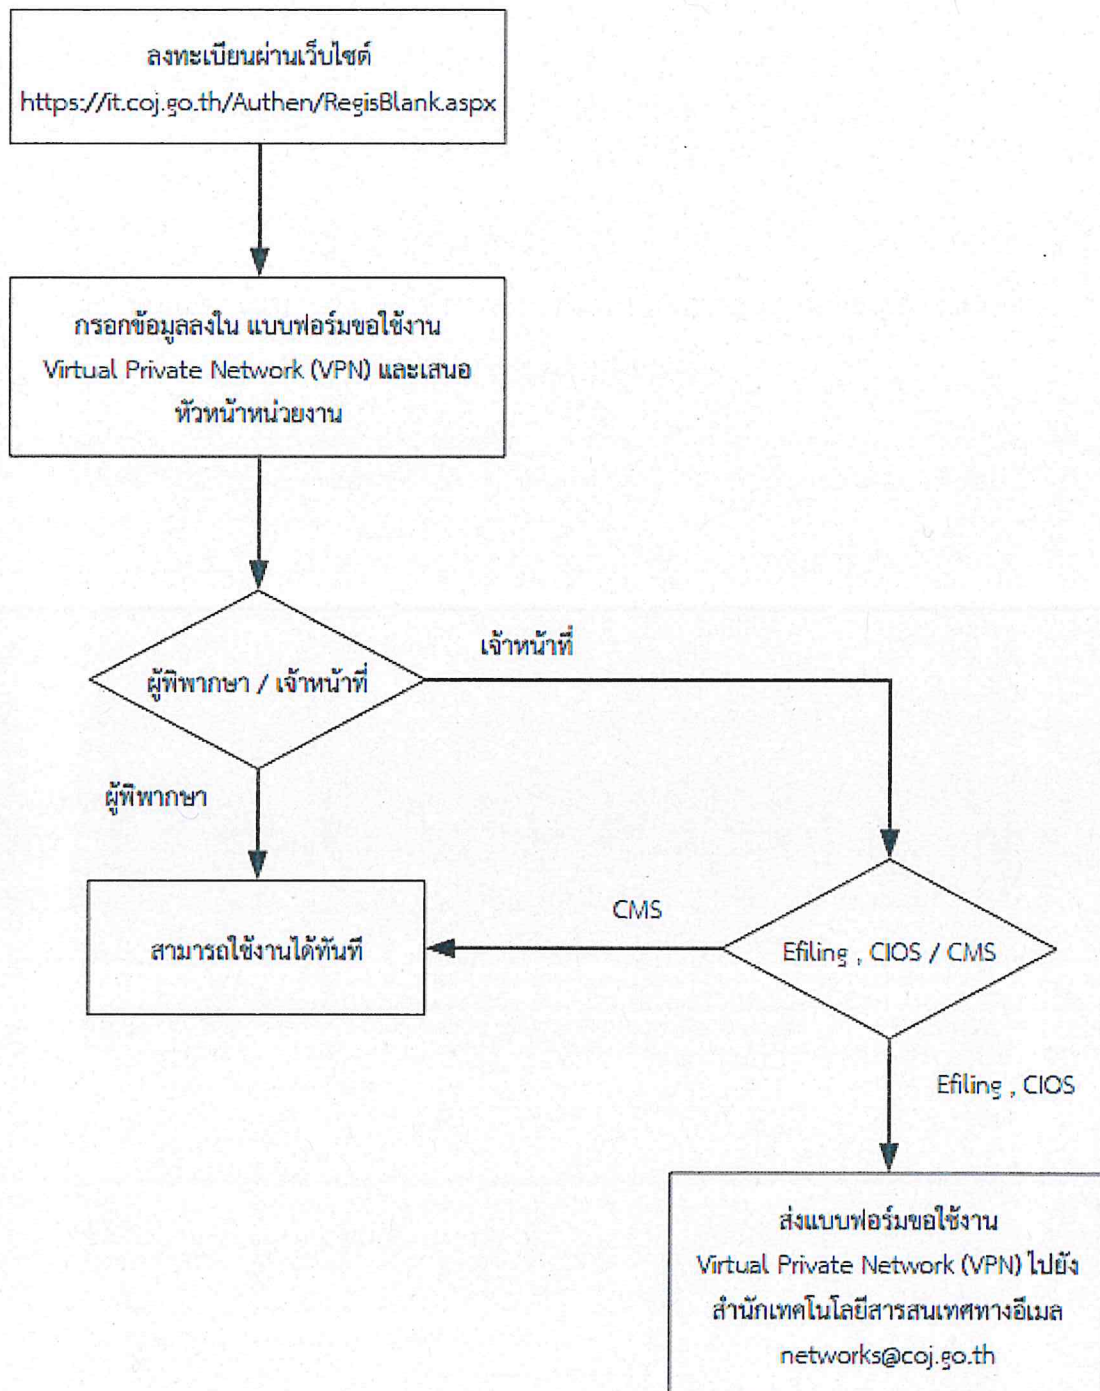 ลงทะเบียนผ่านเว็บไซต์
https://it.coj.go.th/Authen/RegisBlank.aspx
กรอกข้อมูลลงใน แบบฟอร์มขอใช้งาน
Virtual Private Network (VPN) และเสนอ
หัวหน้าหน่วยงาน
ผู้พิพากษา / เจ้าหน้าที่
เจ้าหน้าที่
ผู้พิพากษา
สามารถใช้งานได้ทันที
CMS
Efiling , CIOS / CMS
Efiling , CIOS
ส่งแบบฟอร์มขอใช้งาน
Virtual Private Network (VPN) ไปยัง
สำนักเทคโนโลยีสารสนเทศทางอีเมล
networks@coj.go.th